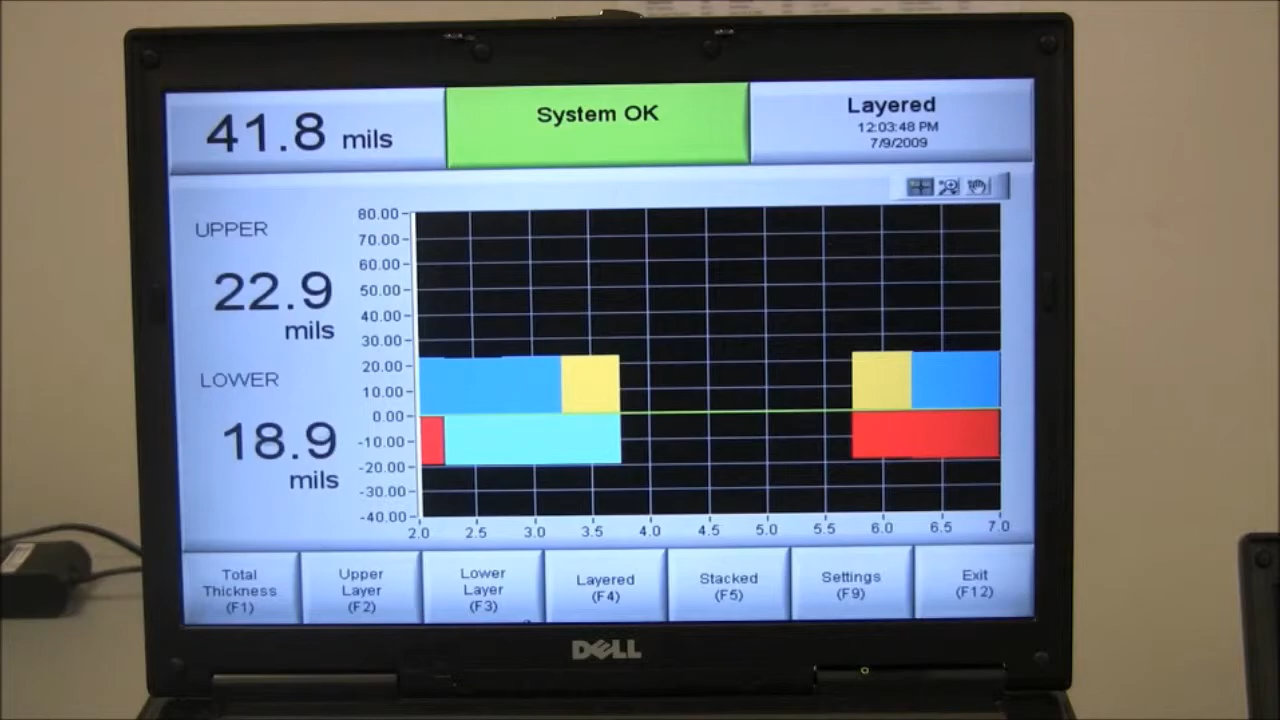 41.8 mils
System OK
Layered
12:03:48 PM
7/9/2009
UPPER
22.9
mils
LOWER
18.9
mils
80.00
70.00
60.00
50.00
40.00
30.00
20.00
10.00
0.00
-10.00
-20.00
-30.00
-40.00
2.0 2.5 3.0 3.5 4.0 4.5 5.0 5.5 6.0 6.5 7.0
Total
Thickness
(F1)
Upper
Layer
(F2)
Lower
Layer
(F3)
Layered
(F4)
Stacked
(F5)
Settings
(F9)
Exit
(F12)
DELL